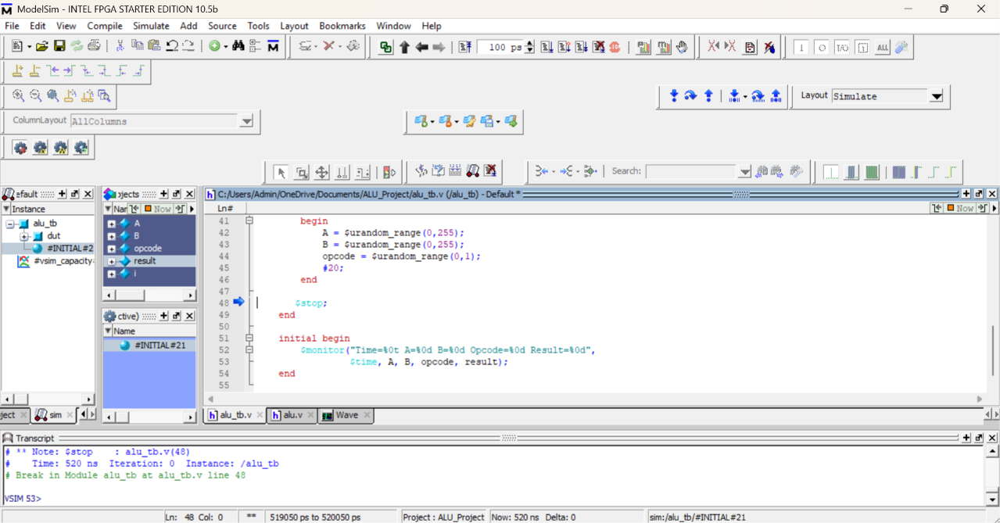 ModelSim - INTEL FPGA STARTER EDITION 10.5b
File Edit View Compile Simulate Add Source Tools Layout Bookmarks Window Help
100 ps
ALL
Layout Simulate
ColumnLayout AllColumns
Search:
efault
Instance
alu_tb
dut
#INITIAL#2
#vsim_capacity
ject
sim
bjects
Nar
Now
A
B
opcode
result
i
ctive)
Name
#INITIAL#21
C:/Users/Admin/OneDrive/Documents/ALU_Project/alu_tb.v (/alu_tb) - Default *
Ln#
Now
41 begin
42 A = $urandom_range(0,255);
43 B = $urandom_range(0,255);
44 opcode = $urandom_range(0,1);
45 #20;
46 end
47
48 $stop;
49 end
50
51 initial begin
52 $monitor("Time=%0t A=%0d B=%0d Opcode=%0d Result=%0d",
53 $time, A, B, opcode, result);
54 end
55
alu_tb.v alu.v Wave
Transcript
# ** Note: $stop : alu_tb.v(48)
# Time: 520 ns Iteration: 0 Instance: /alu_tb
# Break in Module alu_tb at alu_tb.v line 48
VSIM 53>
Ln: 48 Col: 0 ** 519050 ps to 520050 ps Project : ALU_Project Now: 520 ns Delta: 0 sim:/alu_tb/#INITIAL#21